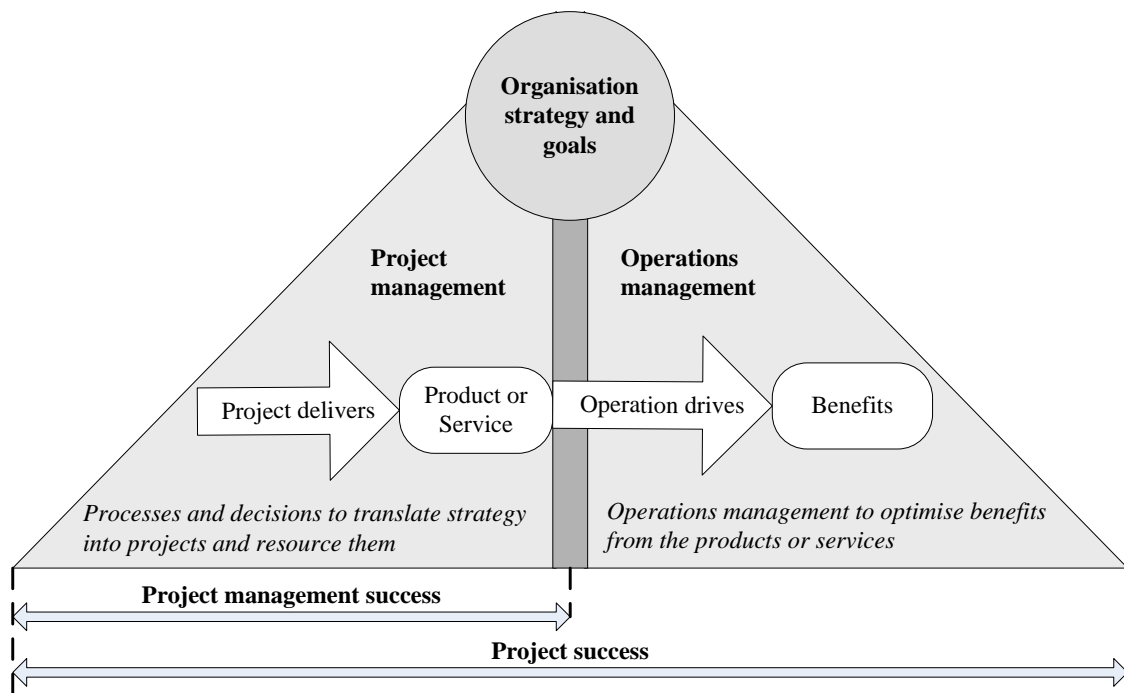 Organisation
strategy and
goals
Project
management
Operations
management
Project delivers
Product or
Service
Operation drives
Benefits
Processes and decisions to translate strategy
into projects and resource them
Operations management to optimise benefits
from the products or services
Project management success
Project success